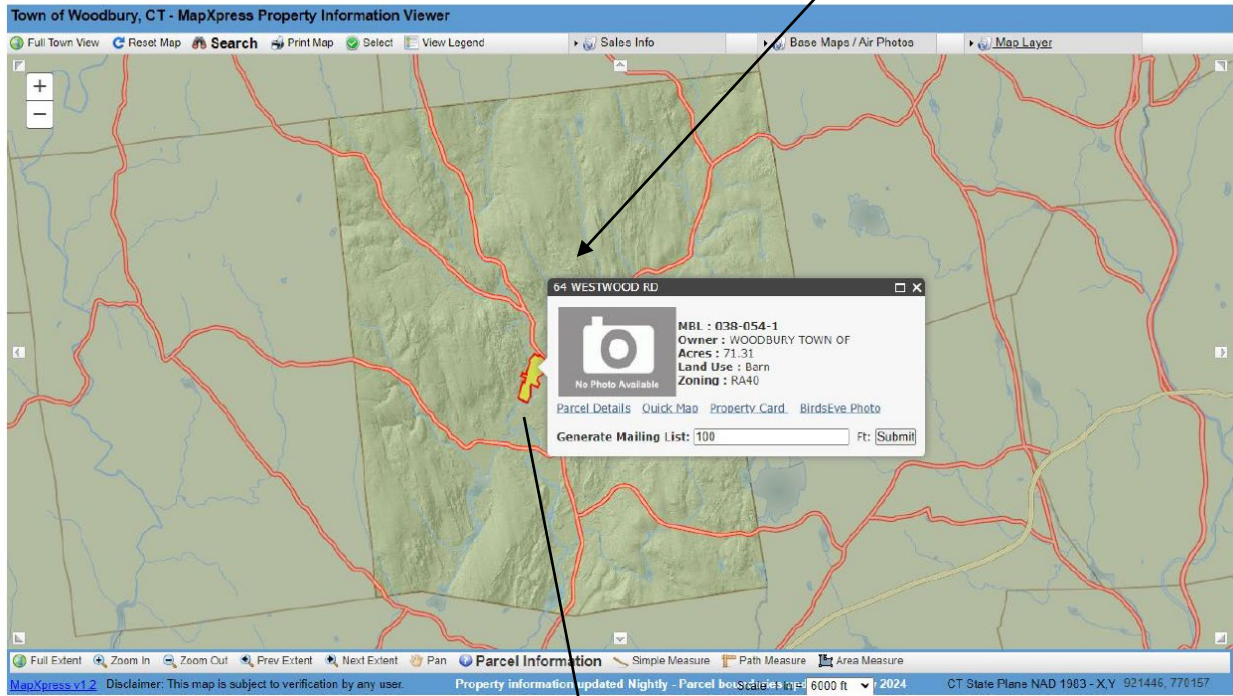 Town of Woodbury, CT - MapXpress Property Information Viewer
Full Town View Reset Map Search Print Map Select View Legend Sales Info Base Maps / Air Photos Map Layer
+
−
64 WESTWOOD RD
MBL : 038-054-1
Owner : WOODBURY TOWN OF
Acres : 71.31
Land Use : Barn
Zoning : RA40
No Photo Available
Parcel Details Quick Map Property Card BirdsEye Photo
Generate Mailing List: 100 Ft: Submit
Full Extent Zoom In Zoom Out Prev Extent Next Extent Pan Parcel Information Simple Measure Path Measure Area Measure
MapXpress v1.2 Disclaimer: This map is subject to verification by any user. Property information updated Nightly - Parcel 6000 ft 2024 CT State Plane NAD 1983 - X,Y 921446, 770157